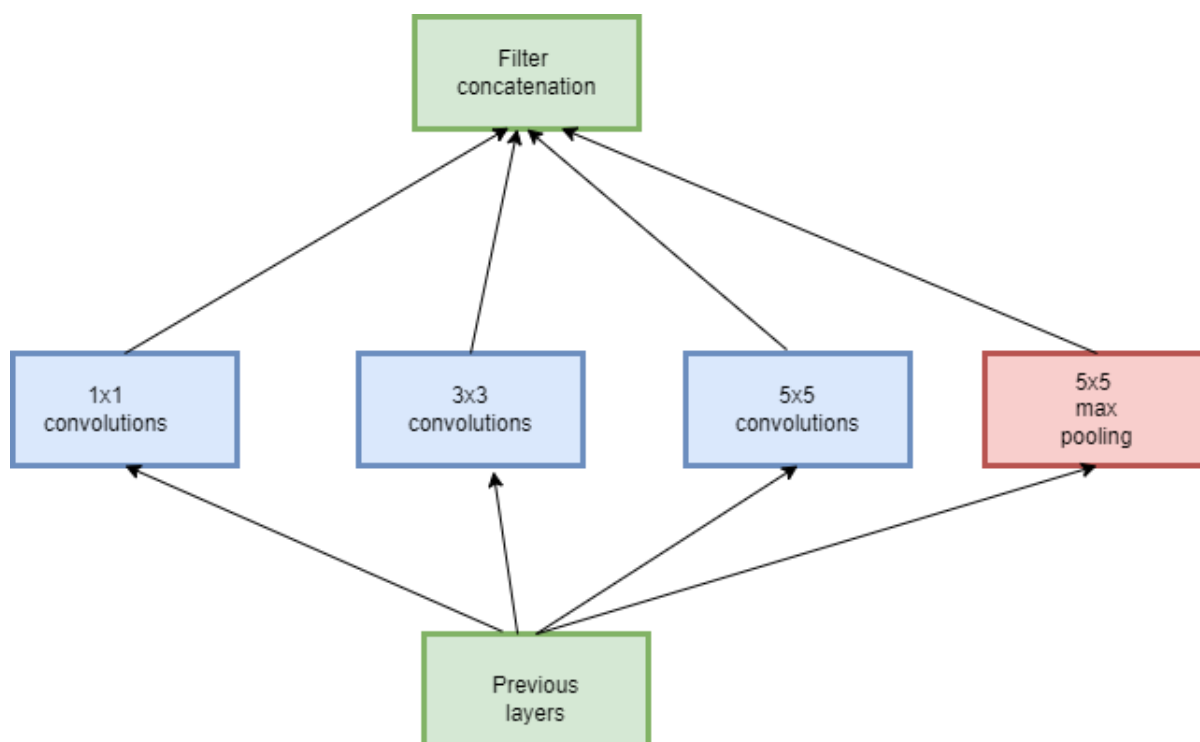 Filter
concatenation
1x1
convolutions
3x3
convolutions
5x5
convolutions
5x5
max
pooling
Previous
layers